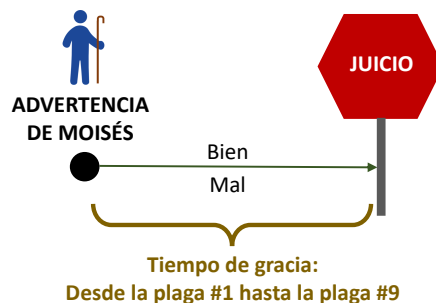 ADVERTENCIA
DE MOISÉS
JUICIO
Bien
Mal
Tiempo de gracia:
Desde la plaga #1 hasta la plaga #9